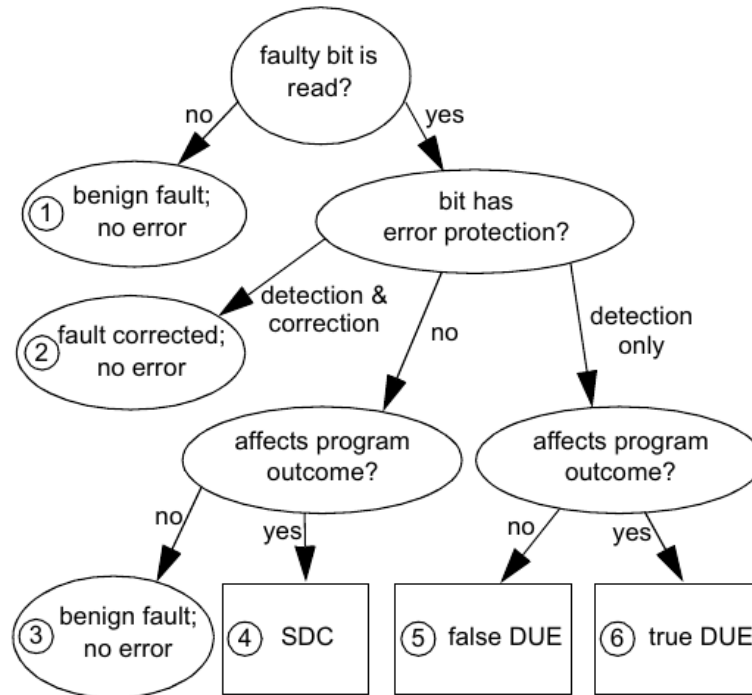 faulty bit is
read?
no
yes
1 benign fault;
no error
bit has
error protection?
detection &
correction
no
detection
only
2 fault corrected;
no error
affects program
outcome?
affects program
outcome?
no
yes
no
yes
3 benign fault;
no error
4 SDC
5 false DUE
6 true DUE